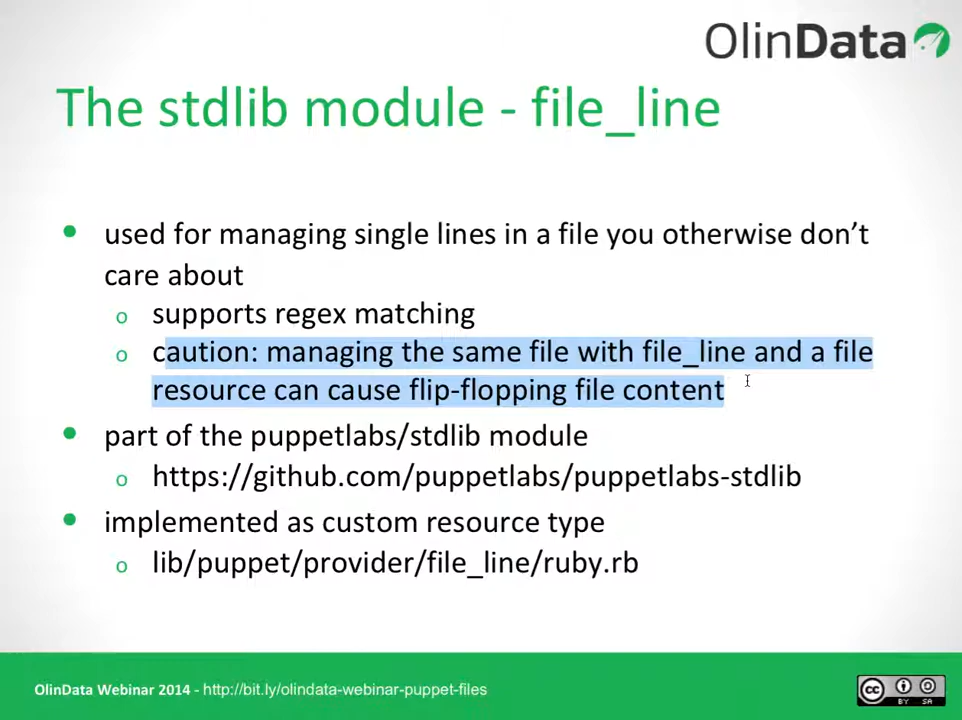 OlinData
The stdlib module - file_line
used for managing single lines in a file you otherwise don’t
care about
supports regex matching
caution: managing the same file with file_line and a file
resource can cause flip-flopping file content
part of the puppetlabs/stdlib module
https://github.com/puppetlabs/puppetlabs-stdlib
implemented as custom resource type
lib/puppet/provider/file_line/ruby.rb
OlinData Webinar 2014 - http://bit.ly/olindata-webinar-puppet-files
cc BY SA